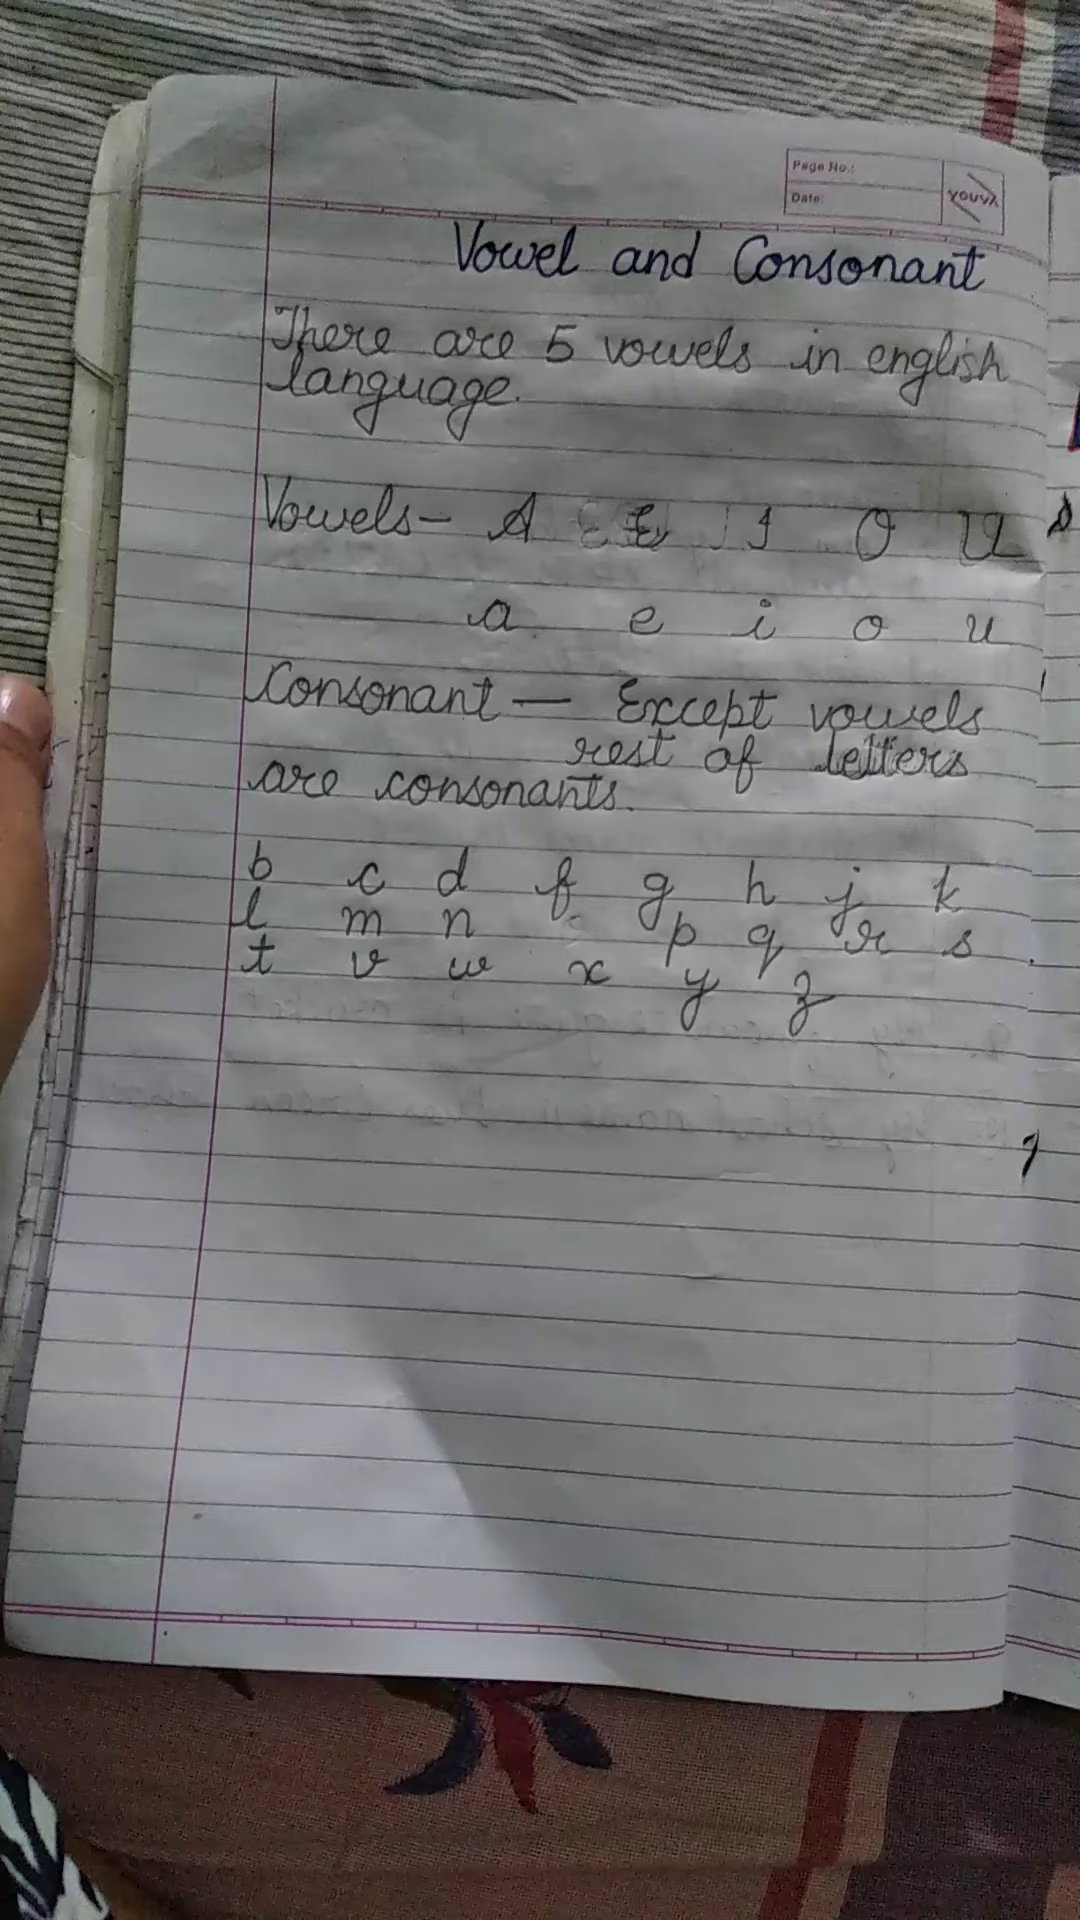 Page No.:
Date:
YOUVA
Vowel and Consonant
There are 5 vowels in english
language.
Vowels- A E I O U
a e i o u
Consonant - Except vowels
rest of letters
are consonants.
b c d f g h j k
l m n p q r s
t v w x y z